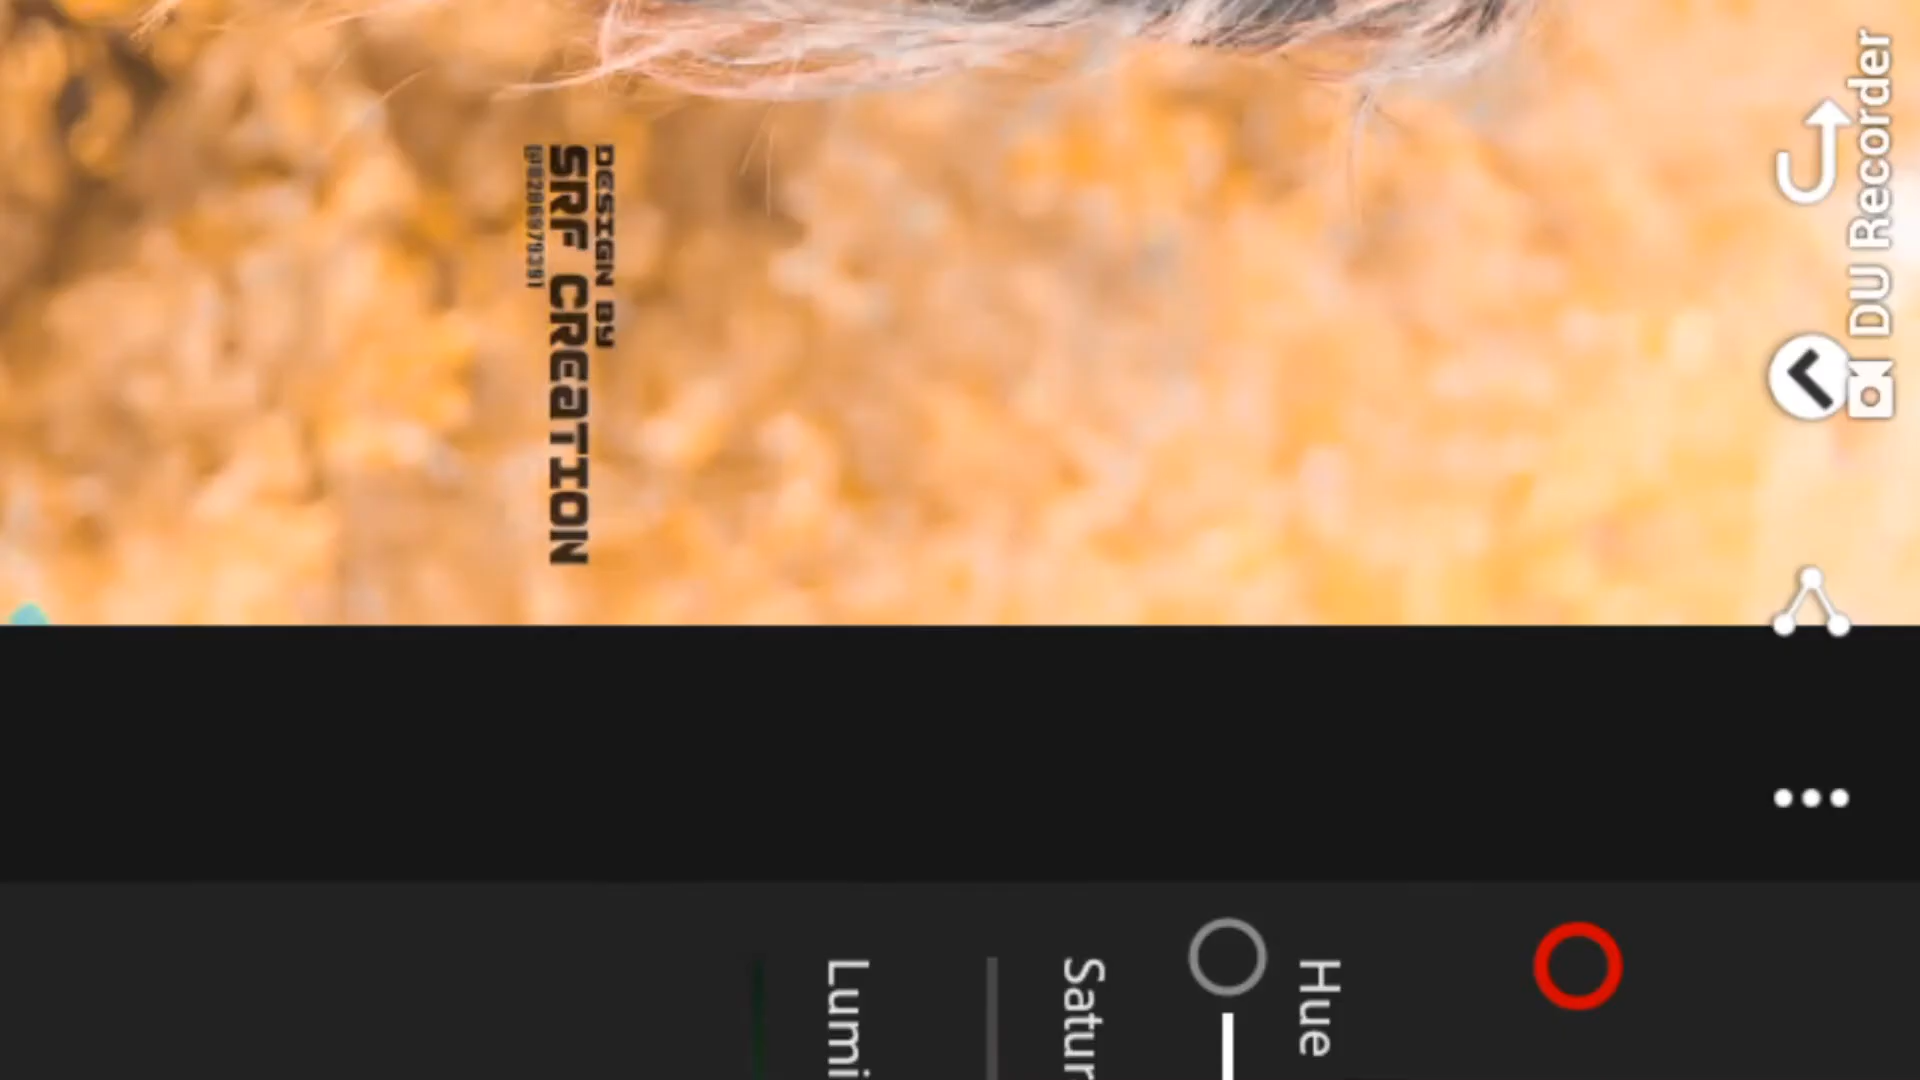 DU Recorder
DESIGN BY
SRF CREATION
Hue
Satur
Lumi